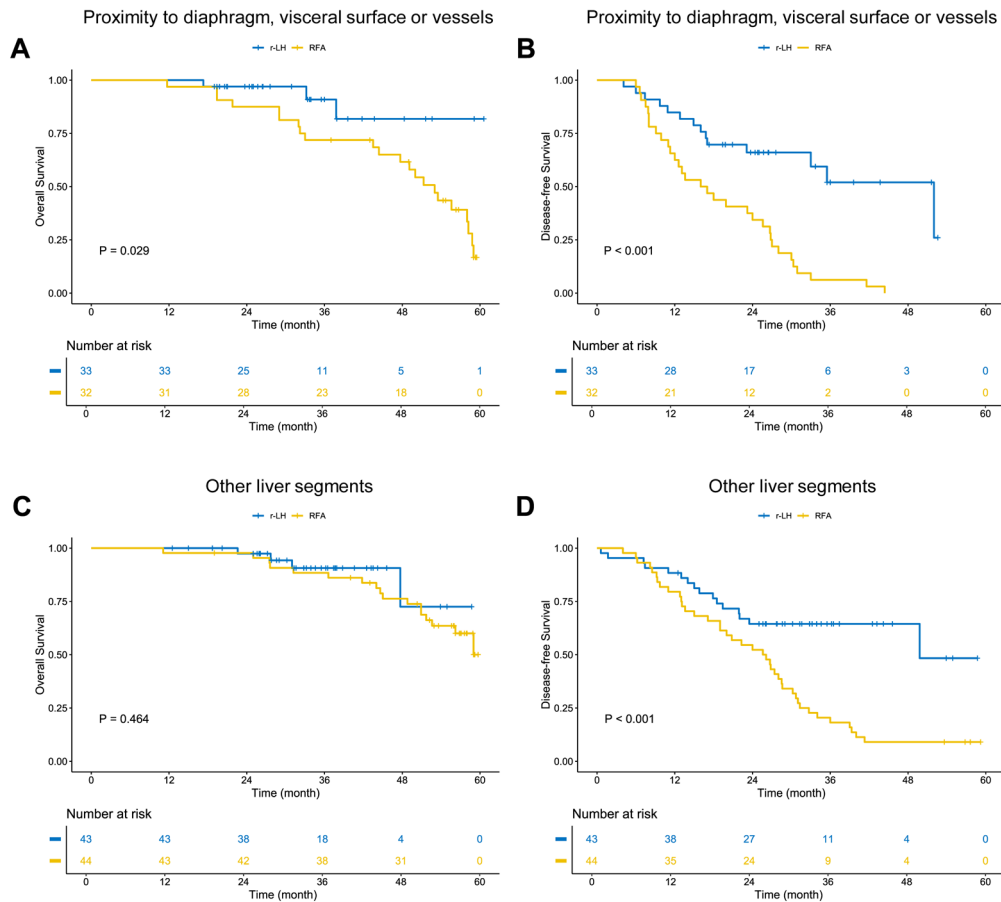 Proximity to diaphragm, visceral surface or vessels
A
r-LH RFA
1.00
0.75
0.50
0.25
0.00
Overall Survival
P = 0.029
0 12 24 36 48 60
Time (month)
Number at risk
33 33 25 11 5 1
32 31 28 23 18 0
0 12 24 36 48 60
Time (month)
Proximity to diaphragm, visceral surface or vessels
B
r-LH RFA
1.00
0.75
0.50
0.25
0.00
Disease-free Survival
P < 0.001
0 12 24 36 48 60
Time (month)
Number at risk
33 28 17 6 3 0
32 21 12 2 0 0
0 12 24 36 48 60
Time (month)
Other liver segments
C
r-LH RFA
1.00
0.75
0.50
0.25
0.00
Overall Survival
P = 0.464
0 12 24 36 48 60
Time (month)
Number at risk
43 43 38 18 4 0
44 43 42 38 31 0
0 12 24 36 48 60
Time (month)
Other liver segments
D
r-LH RFA
1.00
0.75
0.50
0.25
0.00
Disease-free Survival
P < 0.001
0 12 24 36 48 60
Time (month)
Number at risk
43 38 27 11 4 0
44 35 24 9 4 0
0 12 24 36 48 60
Time (month)